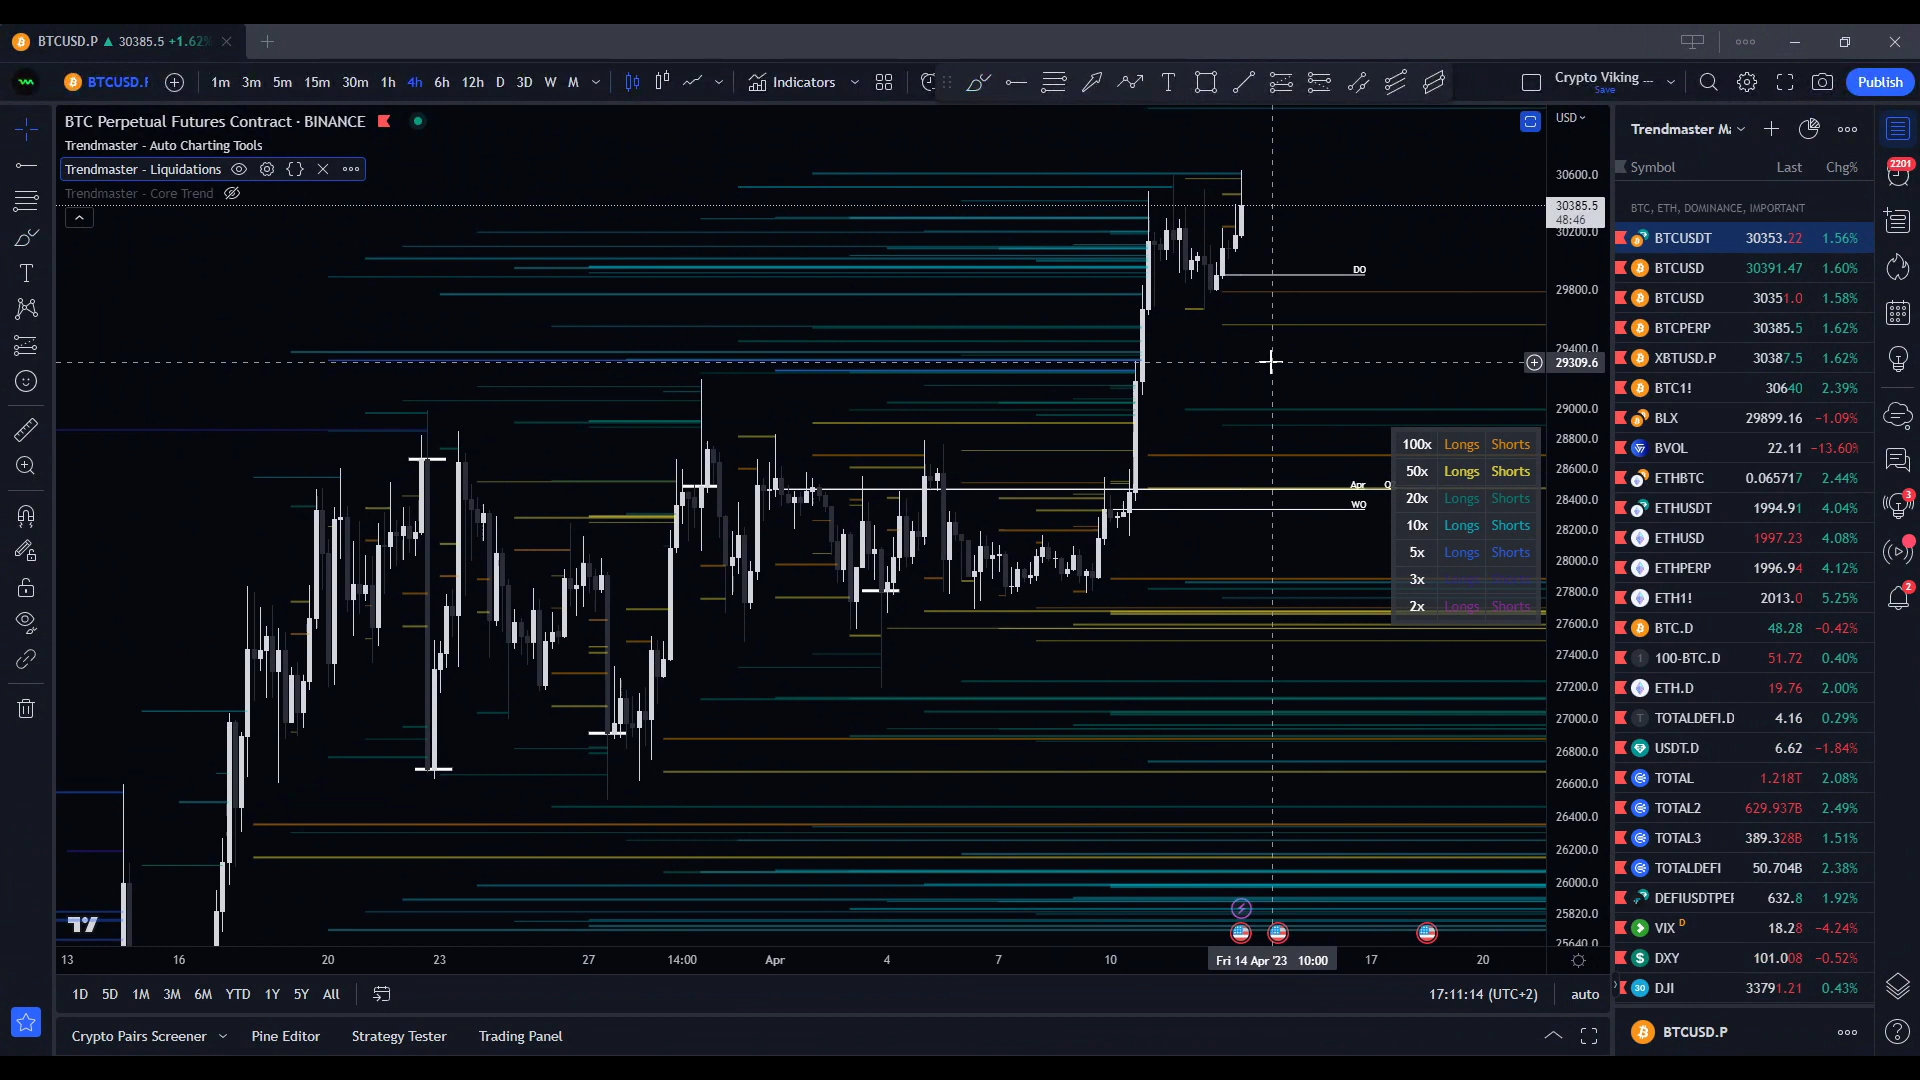 BTCUSD.P ▲ 30385.5 +1.62%
BTCUSD.P 1m 3m 5m 15m 30m 1h 4h 6h 12h D 3D W M Indicators Crypto Viking ... Save Publish
BTC Perpetual Futures Contract · BINANCE
Trendmaster - Auto Charting Tools
Trendmaster - Liquidations
Trendmaster - Core Trend
USD
30600.0
30385.5
48:46
30200.0
29800.0
29400.0
29309.6
29000.0
28800.0
28600.0
28400.0
28200.0
28000.0
27800.0
27600.0
27400.0
27200.0
27000.0
26800.0
26600.0
26400.0
26200.0
26000.0
25820.0
25640.0
DO
Apr Q
WO
100x Longs Shorts
50x Longs Shorts
20x Longs Shorts
10x Longs Shorts
5x Longs Shorts
3x
2x Longs Shorts
13 16 20 23 27 14:00 Apr 4 7 10 Fri 14 Apr '23 10:00 17 20
1D 5D 1M 3M 6M YTD 1Y 5Y All
17:11:14 (UTC+2) auto
Crypto Pairs Screener Pine Editor Strategy Tester Trading Panel
Trendmaster Ma
Symbol Last Chg%
BTC, ETH, DOMINANCE, IMPORTANT
BTCUSDT 30353.22 1.56%
BTCUSD 30391.47 1.60%
BTCUSD 30351.0 1.58%
BTCPERP 30385.5 1.62%
XBTUSD.P 30387.5 1.62%
BTC1! 30640 2.39%
BLX 29899.16 −1.09%
BVOL 22.11 −13.60%
ETHBTC 0.065717 2.44%
ETHUSDT 1994.91 4.04%
ETHUSD 1997.23 4.08%
ETHPERP 1996.94 4.12%
ETH1! 2013.0 5.25%
BTC.D 48.28 −0.42%
100-BTC.D 51.72 0.40%
ETH.D 19.76 2.00%
TOTALDEFI.D 4.16 0.29%
USDT.D 6.62 −1.84%
TOTAL 1.218T 2.08%
TOTAL2 629.937B 2.49%
TOTAL3 389.328B 1.51%
TOTALDEFI 50.704B 2.38%
DEFIUSDTPER 632.8 1.92%
VIX D 18.28 −4.24%
DXY 101.008 −0.52%
DJI 33791.21 0.43%
BTCUSD.P
2201
3
2